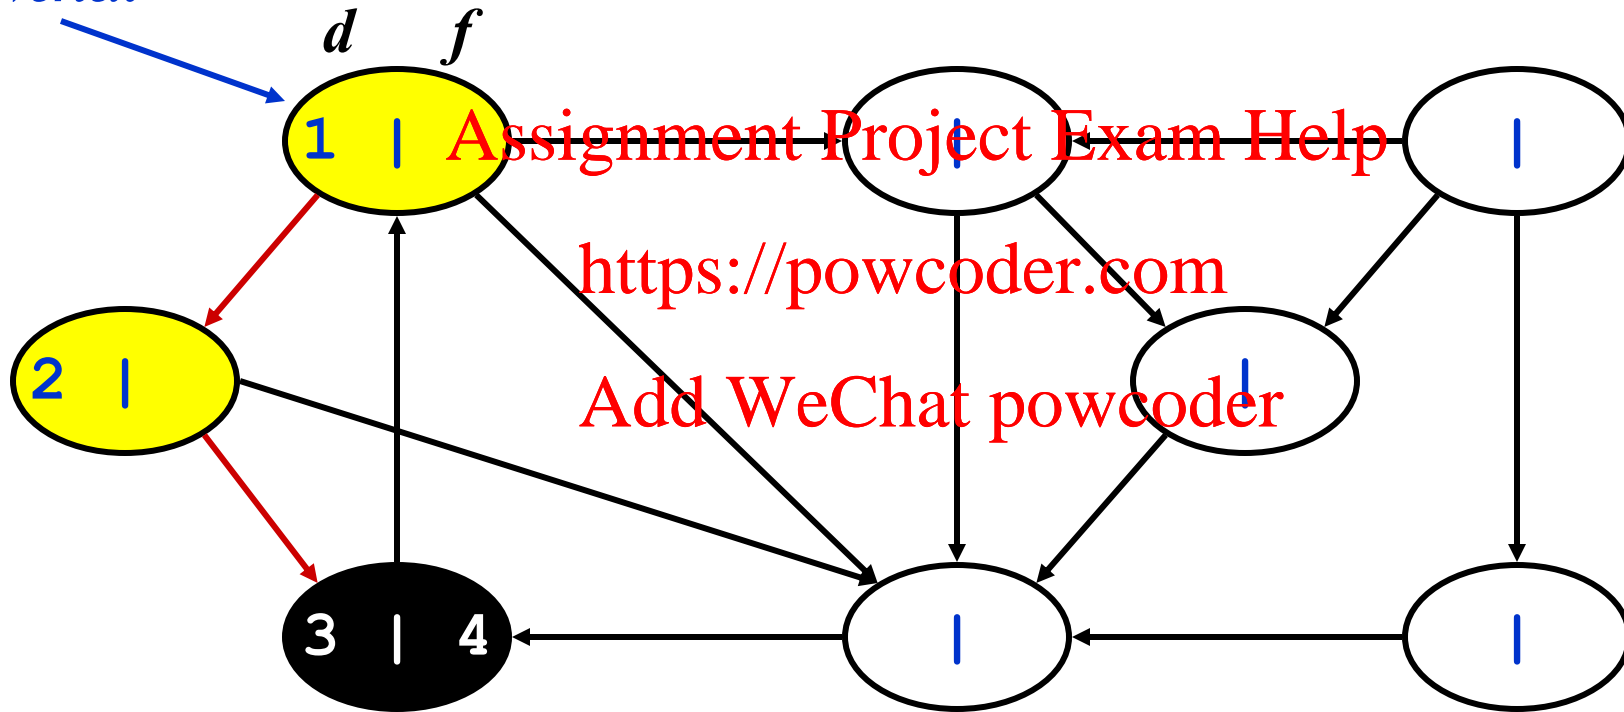 d f
1 | Assignment Project Exam Help | |
https://powcoder.com
2 | |
Add WeChat powcoder
3 | 4 | |